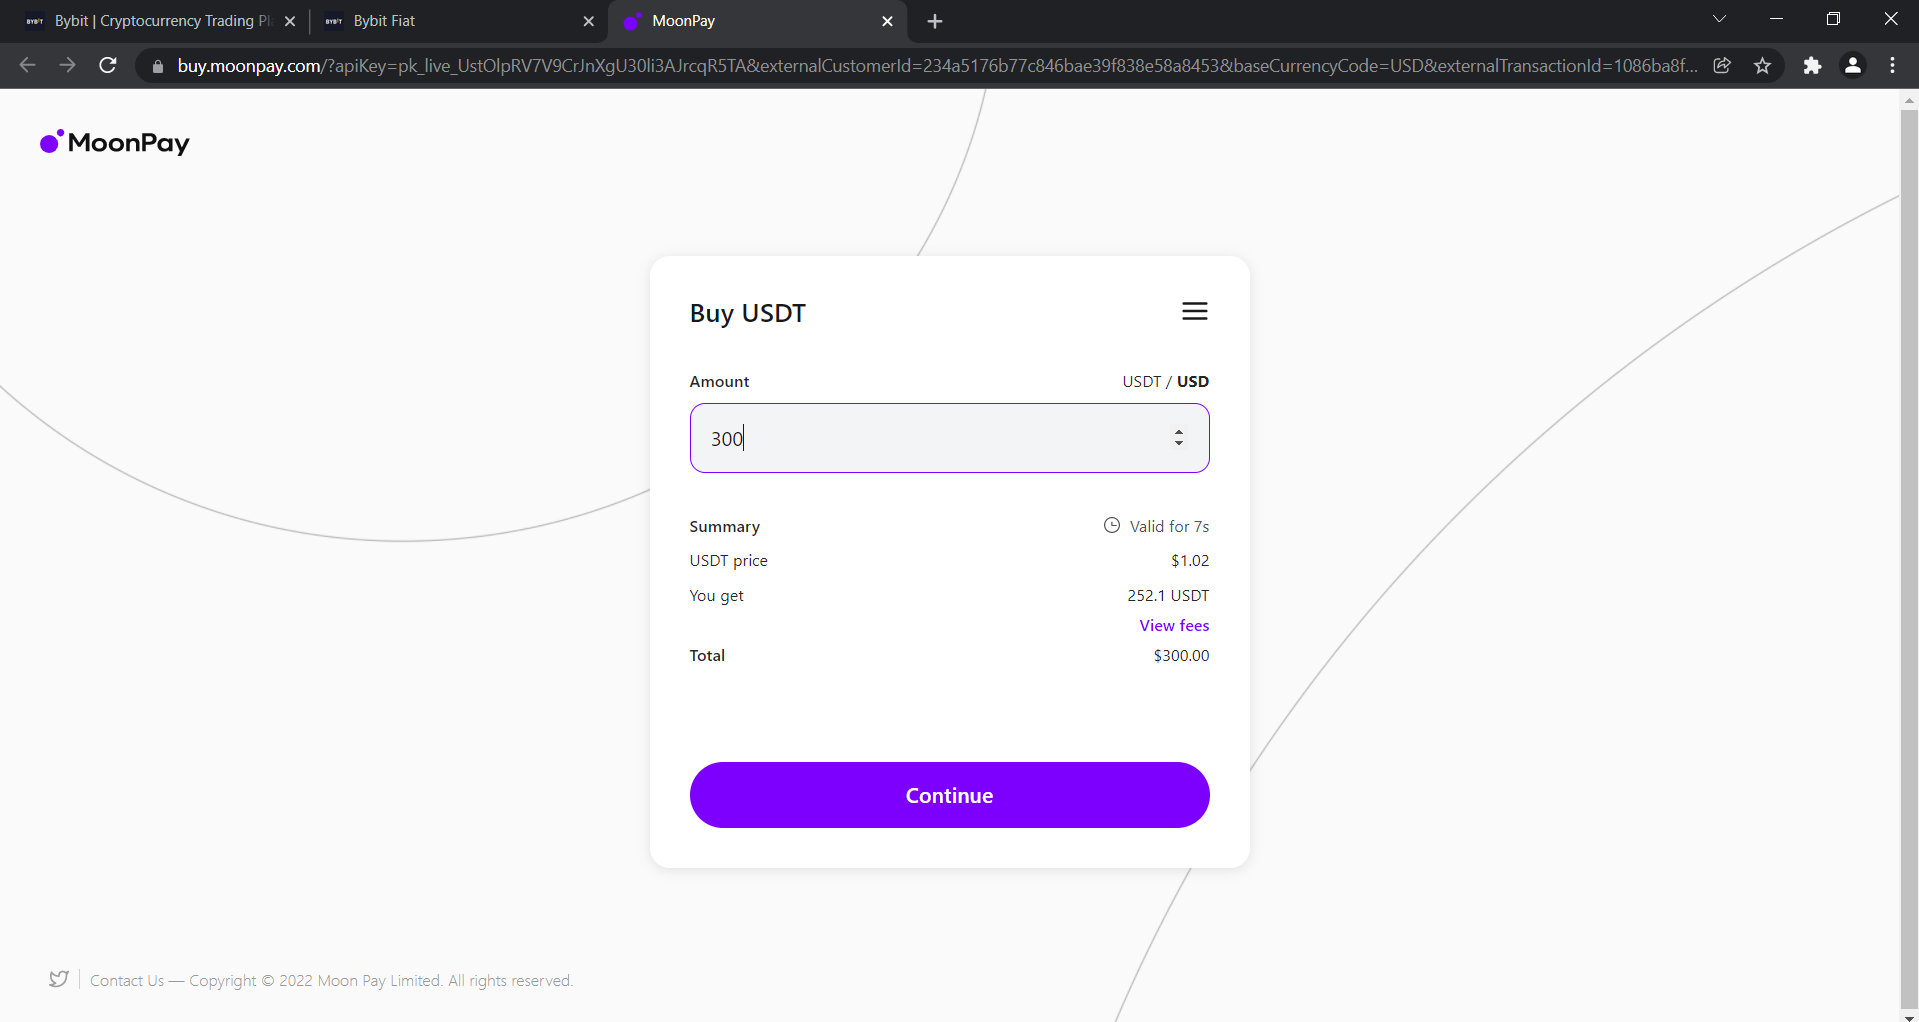 Bybit | Cryptocurrency Trading Pl
Bybit Fiat
MoonPay
buy.moonpay.com/?apiKey=pk_live_UstOlpRV7V9CrJnXgU30li3AJrcqR5TA&externalCustomerId=234a5176b77c846bae39f838e58a8453&baseCurrencyCode=USD&externalTransactionId=1086ba8f...
MoonPay
Buy USDT
Amount
USDT / USD
300
Summary
Valid for 7s
USDT price
$1.02
You get
252.1 USDT
View fees
Total
$300.00
Continue
Contact Us — Copyright © 2022 Moon Pay Limited. All rights reserved.